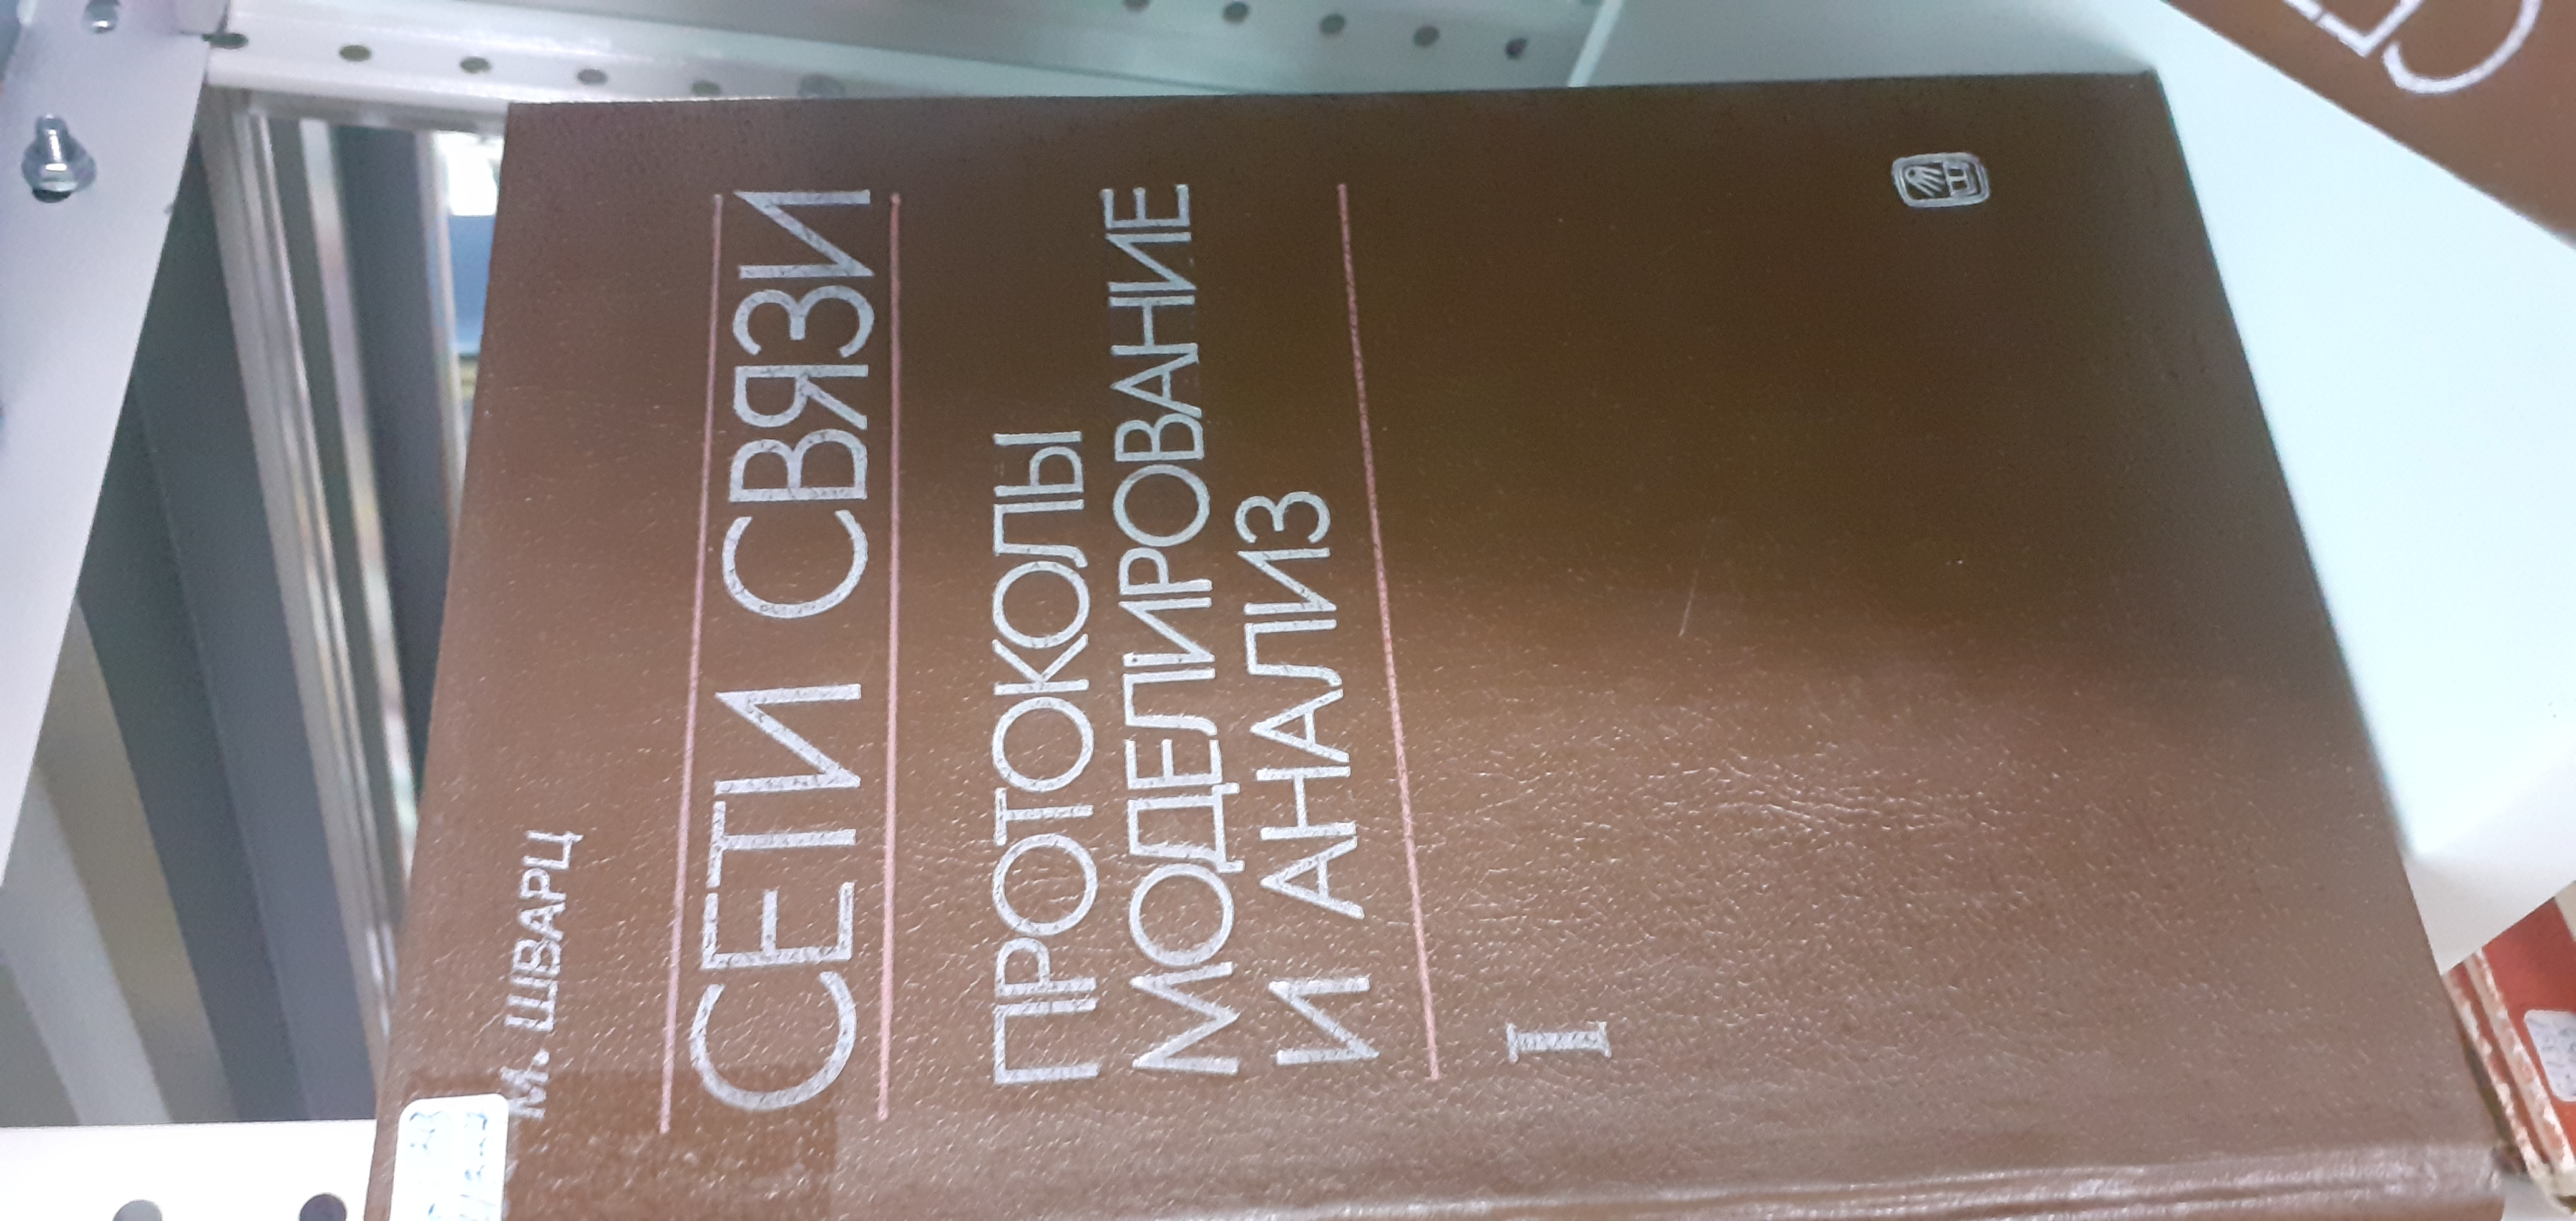 М. ШВАРЦ
СЕТИ СВЯЗИ
ПРОТОКОЛЫ
МОДЕЛИРОВАНИЕ
И АНАЛИЗ
I